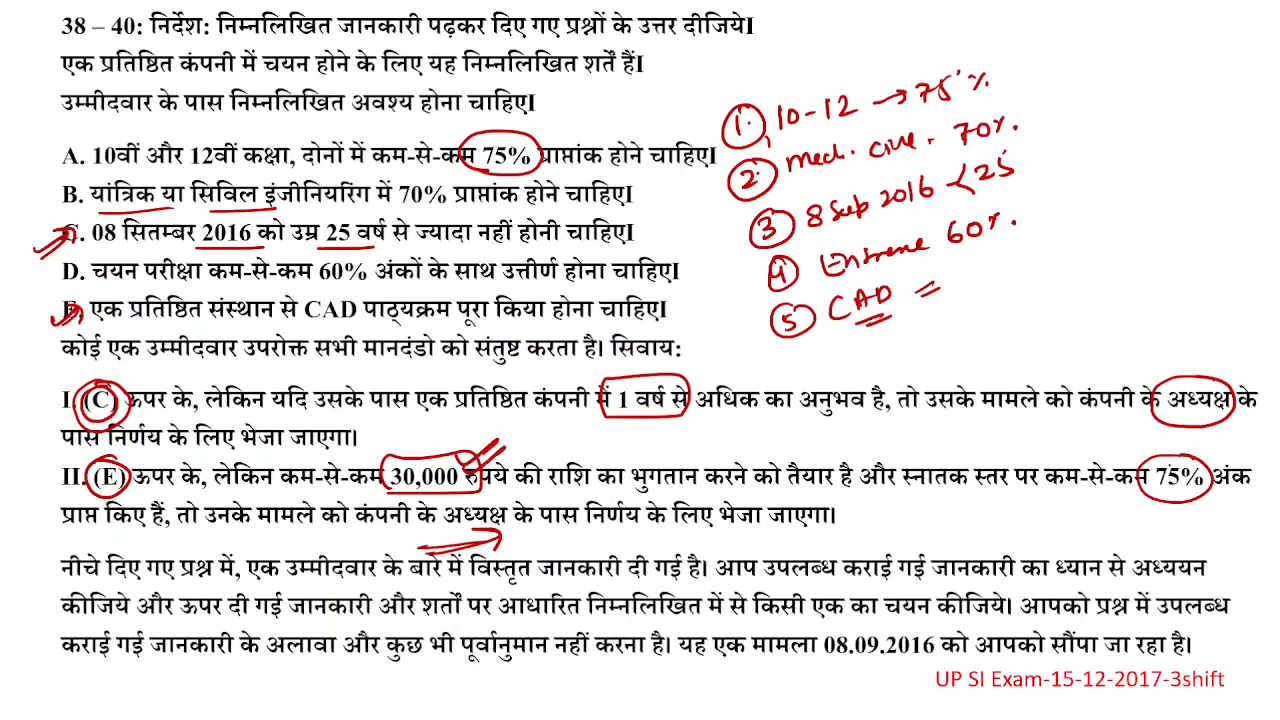 38 – 40: निर्देश: निम्नलिखित जानकारी पढ़कर दिए गए प्रश्नों के उत्तर दीजिये।
एक प्रतिष्ठित कंपनी में चयन होने के लिए यह निम्नलिखित शर्तें हैं।
उम्मीदवार के पास निम्नलिखित अवश्य होना चाहिए।
A. 10वीं और 12वीं कक्षा, दोनों में कम-से-कम 75% प्राप्तांक होने चाहिए।
B. यांत्रिक या सिविल इंजीनियरिंग में 70% प्राप्तांक होने चाहिए।
C. 08 सितम्बर 2016 को उम्र 25 वर्ष से ज्यादा नहीं होनी चाहिए।
D. चयन परीक्षा कम-से-कम 60% अंकों के साथ उत्तीर्ण होना चाहिए।
E. एक प्रतिष्ठित संस्थान से CAD पाठ्यक्रम पूरा किया होना चाहिए।
कोई एक उम्मीदवार उपरोक्त सभी मानदंडो को संतुष्ट करता है। सिवाय:
① 10-12 → 75%
② Mech. Cive. 70%.
③ 8 Sep 2016 < 25
④ 60%.
⑤ CAD =
I. (C) ऊपर के, लेकिन यदि उसके पास एक प्रतिष्ठित कंपनी में 1 वर्ष से अधिक का अनुभव है, तो उसके मामले को कंपनी के अध्यक्ष के
पास निर्णय के लिए भेजा जाएगा।
II. (E) ऊपर के, लेकिन कम-से-कम 30,000 रुपये की राशि का भुगतान करने को तैयार है और स्नातक स्तर पर कम-से-कम 75% अंक
प्राप्त किए हैं, तो उनके मामले को कंपनी के अध्यक्ष के पास निर्णय के लिए भेजा जाएगा।
नीचे दिए गए प्रश्न में, एक उम्मीदवार के बारे में विस्तृत जानकारी दी गई है। आप उपलब्ध कराई गई जानकारी का ध्यान से अध्ययन
कीजिये और ऊपर दी गई जानकारी और शर्तों पर आधारित निम्नलिखित में से किसी एक का चयन कीजिये। आपको प्रश्न में उपलब्ध
कराई गई जानकारी के अलावा और कुछ भी पूर्वानुमान नहीं करना है। यह एक मामला 08.09.2016 को आपको सौंपा जा रहा है।
UP SI Exam-15-12-2017-3shift